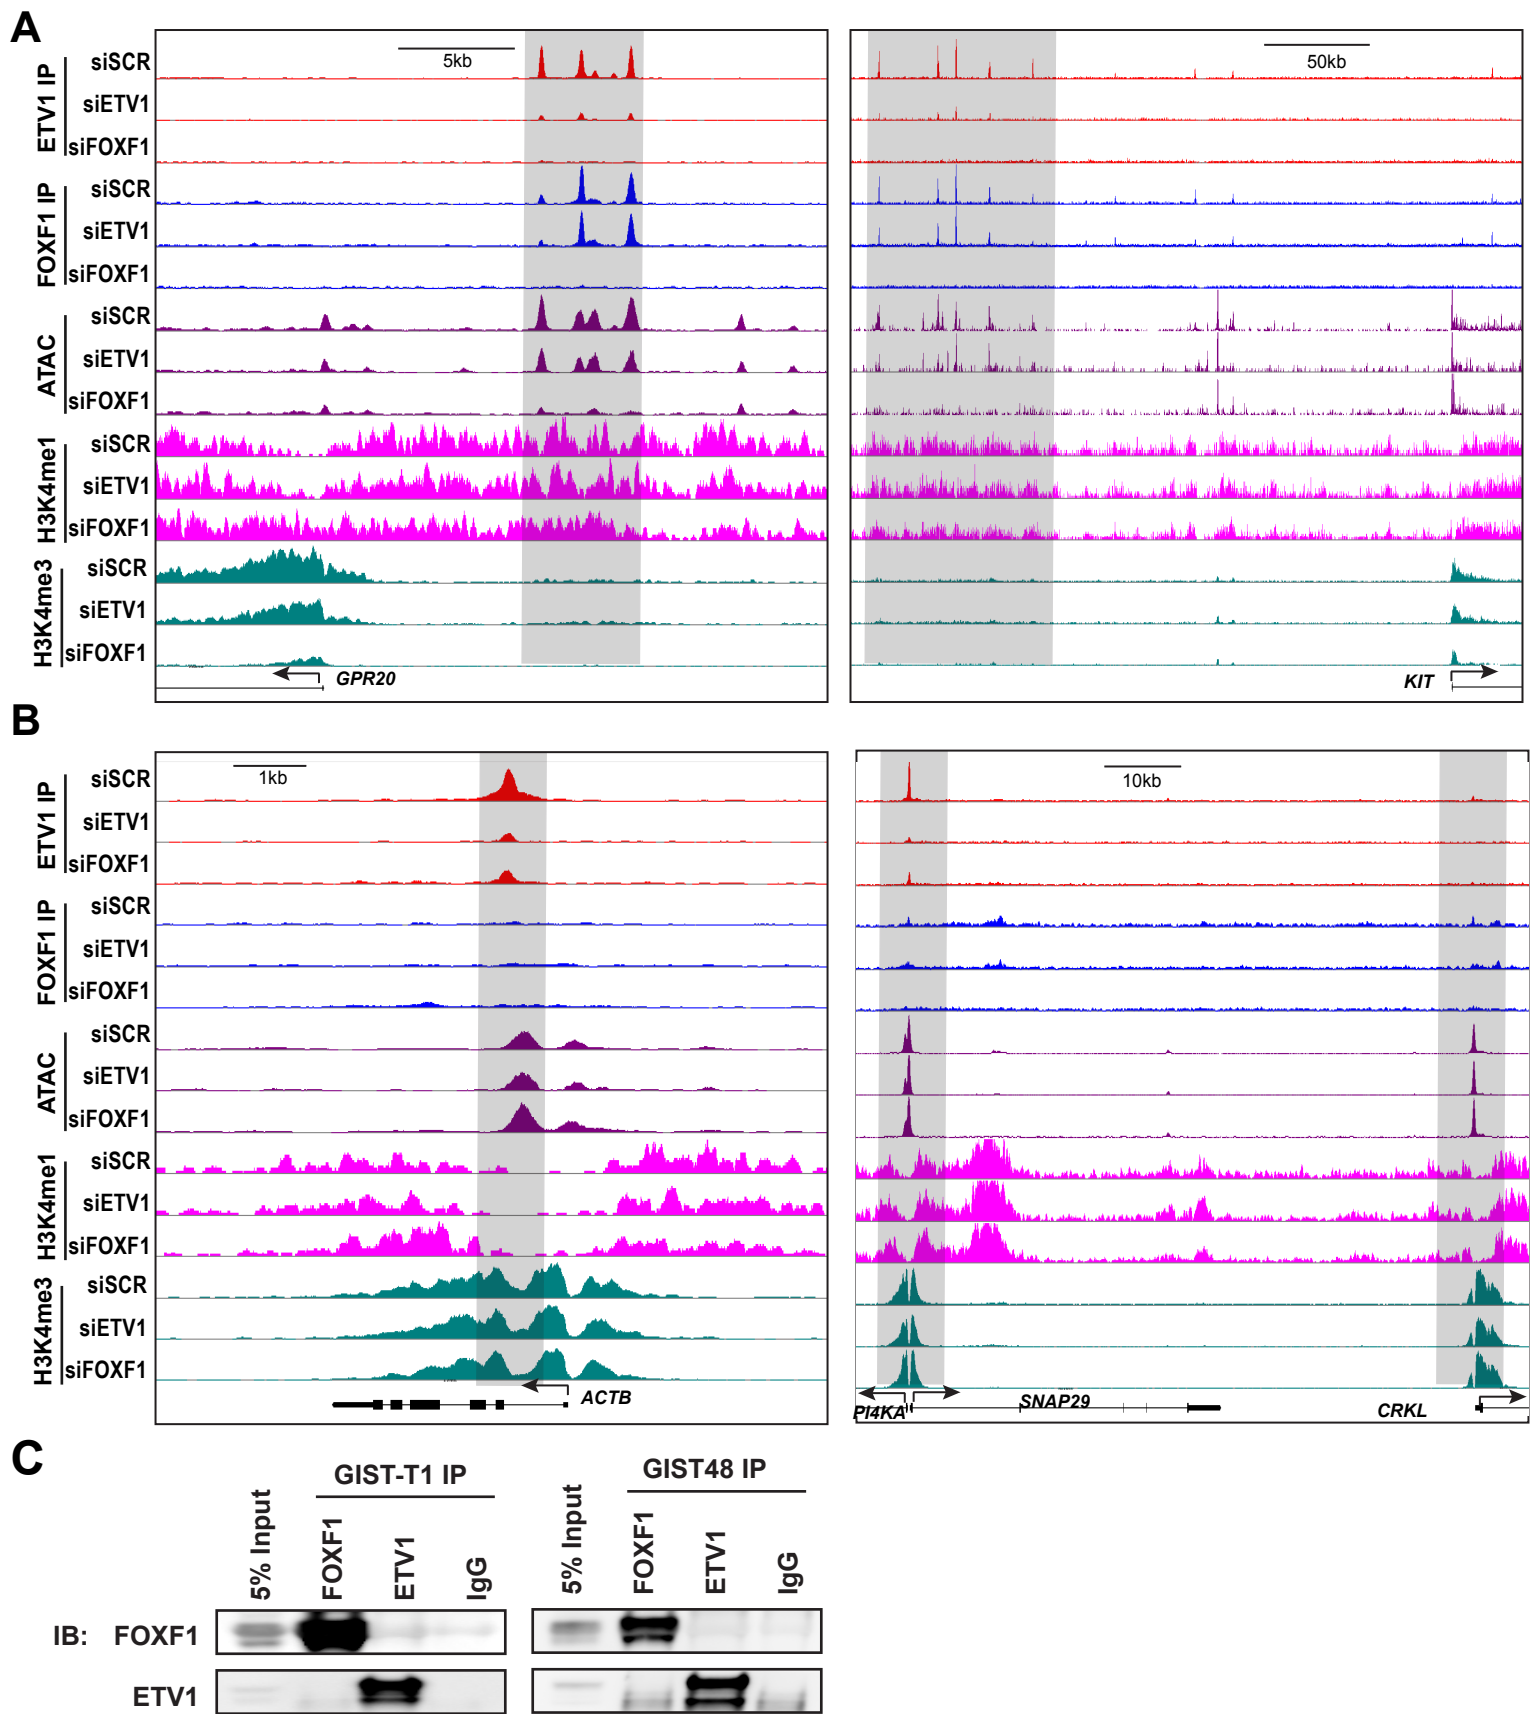 A
5kb
50kb
ETV1 IP
siSCR
siETV1
siFOXF1
FOXF1 IP
siSCR
siETV1
siFOXF1
ATAC
siSCR
siETV1
siFOXF1
H3K4me1
siSCR
siETV1
siFOXF1
H3K4me3
siSCR
siETV1
siFOXF1
GPR20
KIT
B
1kb
10kb
ETV1 IP
siSCR
siETV1
siFOXF1
FOXF1 IP
siSCR
siETV1
siFOXF1
ATAC
siSCR
siETV1
siFOXF1
H3K4me1
siSCR
siETV1
siFOXF1
H3K4me3
siSCR
siETV1
siFOXF1
ACTB
PI4KA
SNAP29
CRKL
C
GIST-T1 IP
GIST48 IP
5% Input
FOXF1
ETV1
IgG
5% Input
FOXF1
ETV1
IgG
IB: FOXF1
ETV1